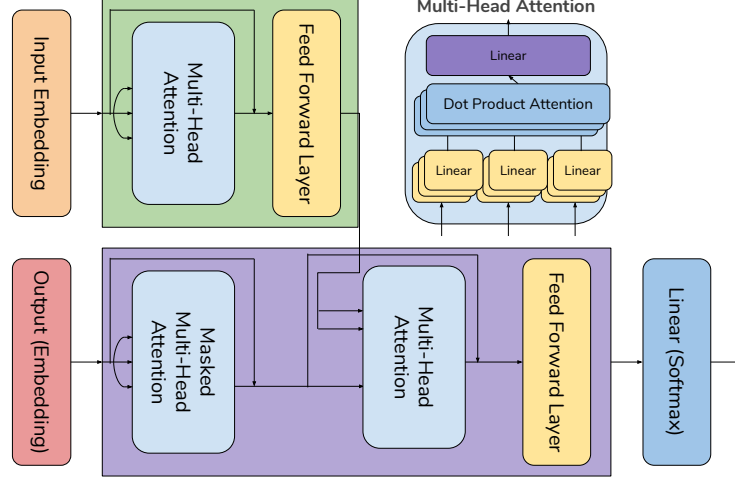 Input Embedding
Multi-Head
Attention
Feed Forward Layer
Multi-Head Attention
Linear
Dot Product Attention
Linear
Linear
Linear
Output (Embedding)
Masked
Multi-Head
Attention
Multi-Head
Attention
Feed Forward Layer
Linear (Softmax)